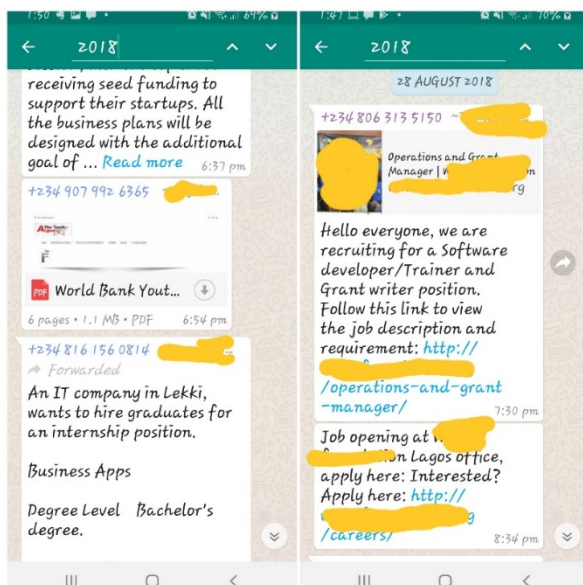 1:50
69%
2018
receiving seed funding to
support their startups. All
the business plans will be
designed with the additional
goal of ... Read more 6:37 pm
+234 907 992 6365
World Bank Yout...
PDF
6 pages • 1.1 MB • PDF 6:54 pm
+234 816 156 0814
Forwarded
An IT company in Lekki,
wants to hire graduates for
an internship position.
Business Apps
Degree Level Bachelor's
degree.
1:47
70%
2018
28 AUGUST 2018
+234 806 313 5150 ~
Operations and Grant
Manager |
rg
Hello everyone, we are
recruiting for a Software
developer/Trainer and
Grant writer position.
Follow this link to view
the job description and
requirement: http://
/operations-and-grant
-manager/ 7:30 pm
Job opening at
on Lagos office,
apply here: Interested?
Apply here: http://
g
/careers/ 8:34 pm